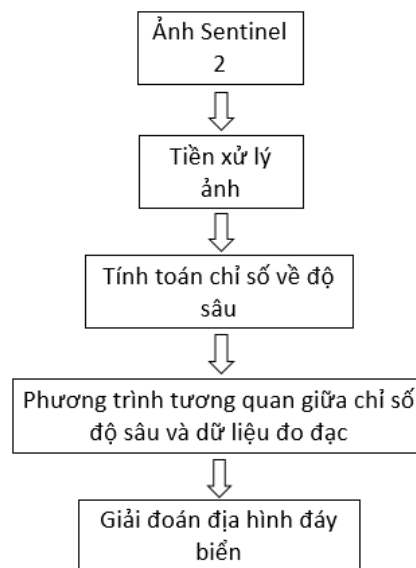 Ảnh Sentinel
2
Tiền xử lý
ảnh
Tính toán chỉ số về độ
sâu
Phương trình tương quan giữa chỉ số
độ sâu và dữ liệu đo đạc
Giải đoán địa hình đáy
biển